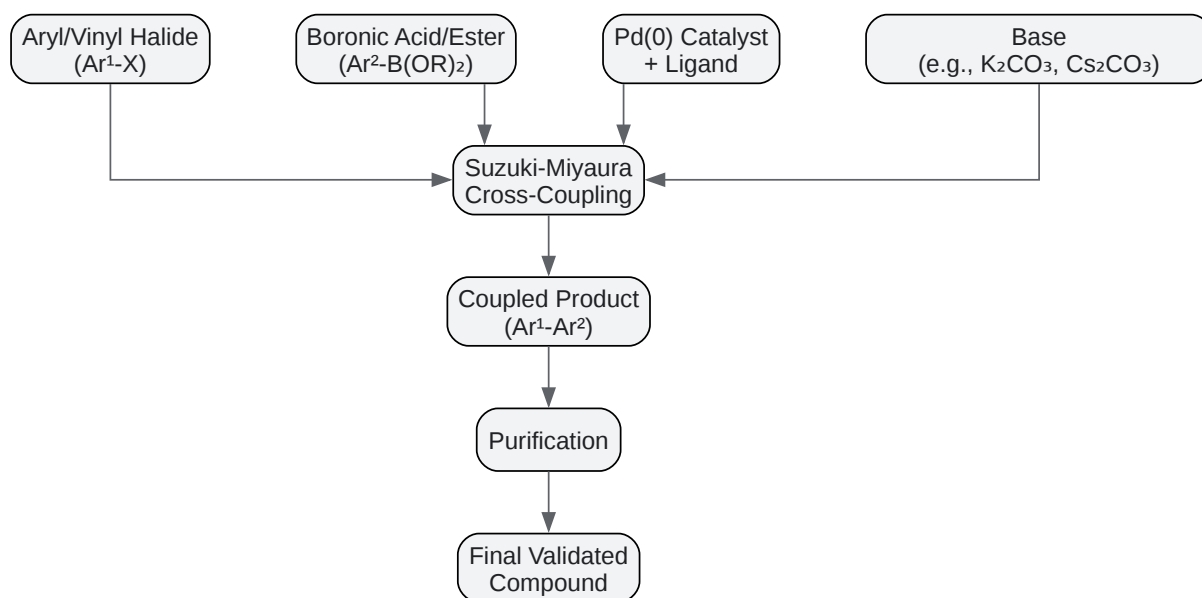 Aryl/Vinyl Halide
(Ar¹-X)
Boronic Acid/Ester
(Ar²-B(OR)₂)
Pd(0) Catalyst
+ Ligand
Base
(e.g., K₂CO₃, Cs₂CO₃)
Suzuki-Miyaura
Cross-Coupling
Coupled Product
(Ar¹-Ar²)
Purification
Final Validated
Compound